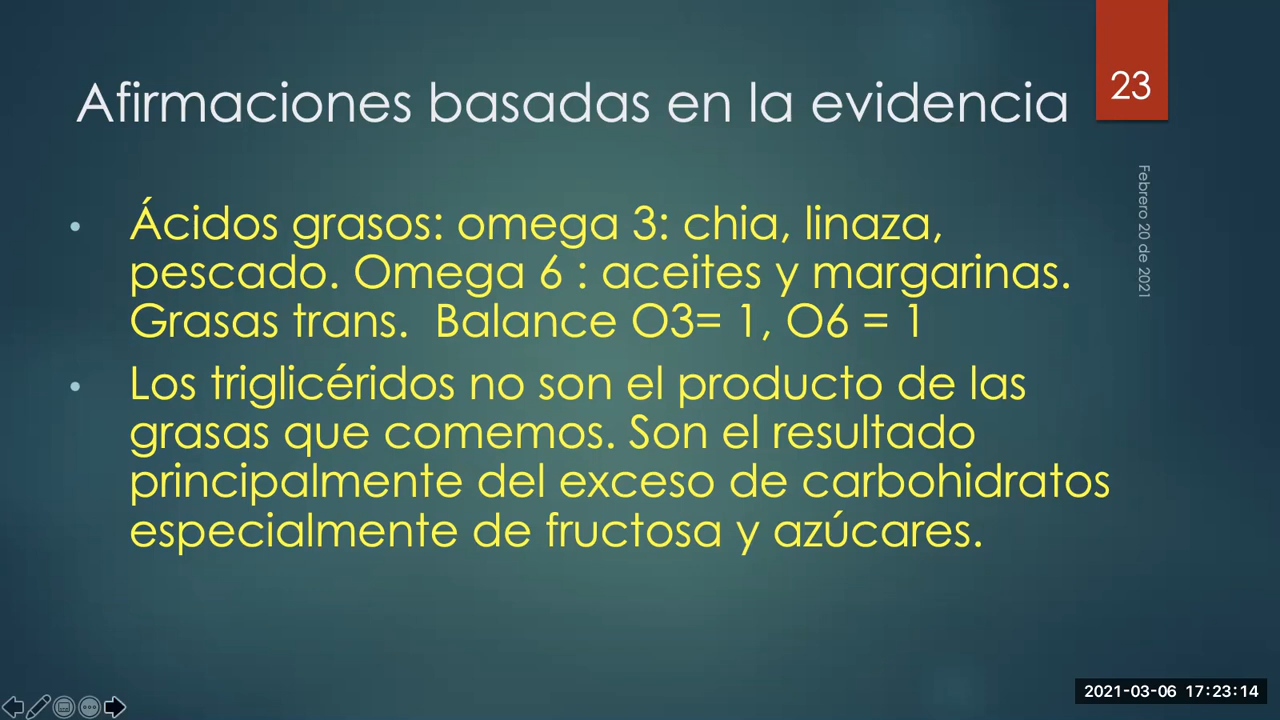 Afirmaciones basadas en la evidencia
23
Febrero 20 de 2021
• Ácidos grasos: omega 3: chia, linaza,
pescado. Omega 6 : aceites y margarinas.
Grasas trans.  Balance O3= 1, O6 = 1
• Los triglicéridos no son el producto de las
grasas que comemos. Son el resultado
principalmente del exceso de carbohidratos
especialmente de fructosa y azúcares.
2021-03-06 17:23:14